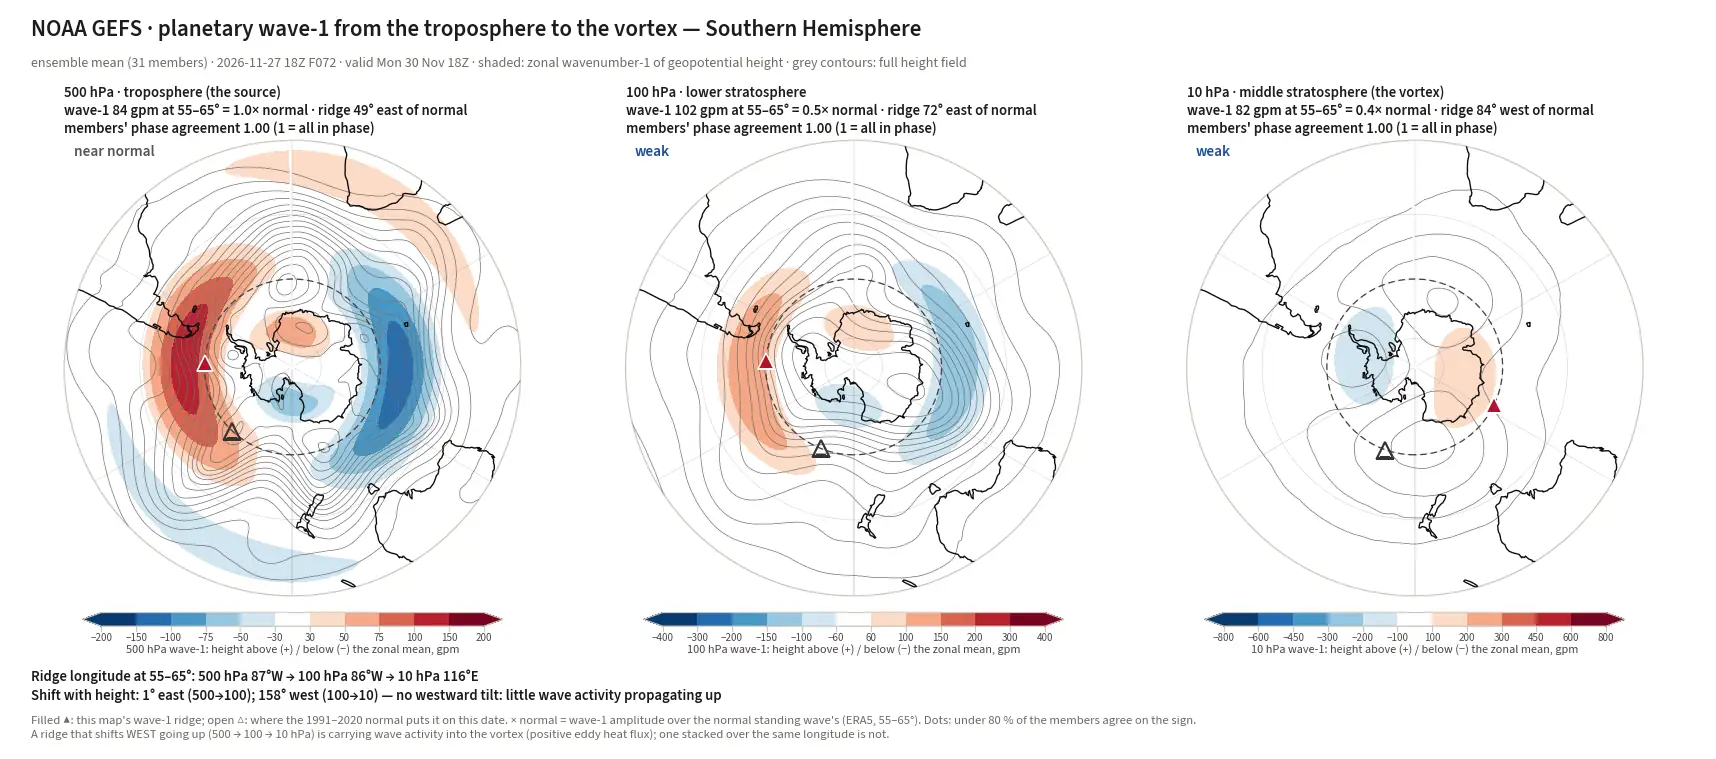 NOAA GEFS · planetary wave-1 from the troposphere to the vortex — Southern Hemisphere
ensemble mean (31 members) · 2026-11-27 18Z F072 · valid Mon 30 Nov 18Z · shaded: zonal wavenumber-1 of geopotential height · grey contours: full height field
500 hPa · troposphere (the source)
wave-1 84 gpm at 55–65° = 1.0× normal · ridge 49° east of normal
members' phase agreement 1.00 (1 = all in phase)
near normal
100 hPa · lower stratosphere
wave-1 102 gpm at 55–65° = 0.5× normal · ridge 72° east of normal
members' phase agreement 1.00 (1 = all in phase)
weak
10 hPa · middle stratosphere (the vortex)
wave-1 82 gpm at 55–65° = 0.4× normal · ridge 84° west of normal
members' phase agreement 1.00 (1 = all in phase)
weak
−200 −150 −100 −75 −50 −30 30 50 75 100 150 200
500 hPa wave-1: height above (+) / below (−) the zonal mean, gpm
−400 −300 −200 −150 −100 −60 60 100 150 200 300 400
100 hPa wave-1: height above (+) / below (−) the zonal mean, gpm
−800 −600 −450 −300 −200 −100 100 200 300 450 600 800
10 hPa wave-1: height above (+) / below (−) the zonal mean, gpm
Ridge longitude at 55–65°: 500 hPa 87°W → 100 hPa 86°W → 10 hPa 116°E
Shift with height: 1° east (500→100); 158° west (100→10) — no westward tilt: little wave activity propagating up
Filled ▲: this map's wave-1 ridge; open △: where the 1991–2020 normal puts it on this date. × normal = wave-1 amplitude over the normal standing wave's (ERA5, 55–65°). Dots: under 80 % of the members agree on the sign.
A ridge that shifts WEST going up (500 → 100 → 10 hPa) is carrying wave activity into the vortex (positive eddy heat flux); one stacked over the same longitude is not.